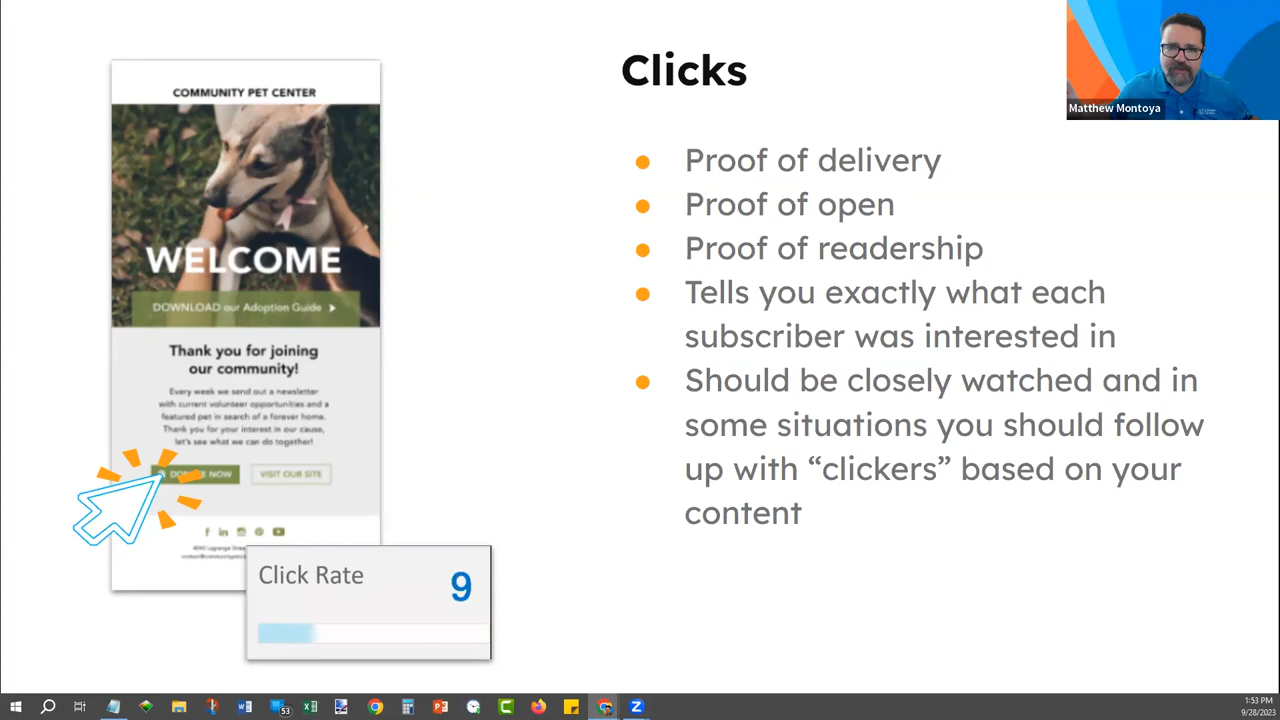 COMMUNITY PET CENTER
WELCOME
DOWNLOAD our Adoption Guide
Thank you for joining
our community!
Every week we send out a newsletter
with current volunteer opportunities and a
featured pet in search of a forever home.
Thank you for your interest in our cause,
let's see what we can do together!
NOW
VISIT OUR SITE
Click Rate
9
Clicks
Proof of delivery
Proof of open
Proof of readership
Tells you exactly what each
subscriber was interested in
Should be closely watched and in
some situations you should follow
up with “clickers” based on your
content
Matthew Montoya
53
1:53 PM
9/28/2023